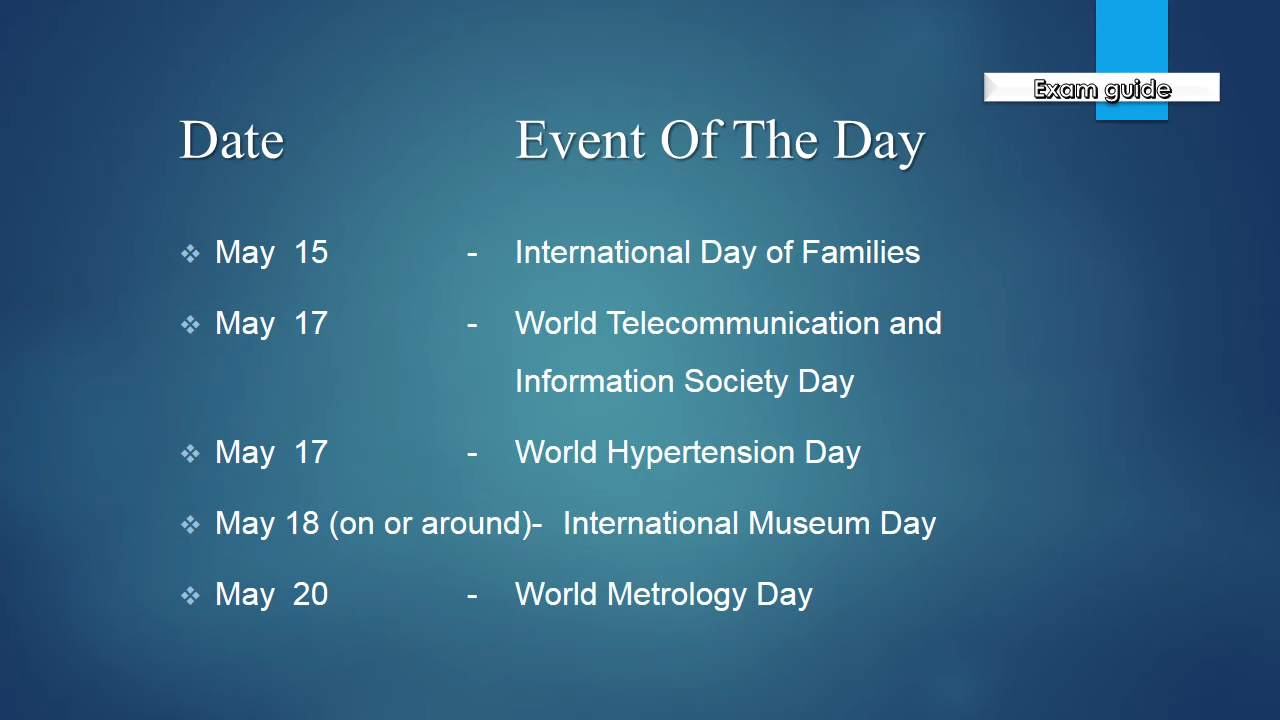 Exam guide
Date Event Of The Day
❖ May 15 - International Day of Families
❖ May 17 - World Telecommunication and
Information Society Day
❖ May 17 - World Hypertension Day
❖ May 18 (on or around)- International Museum Day
❖ May 20 - World Metrology Day